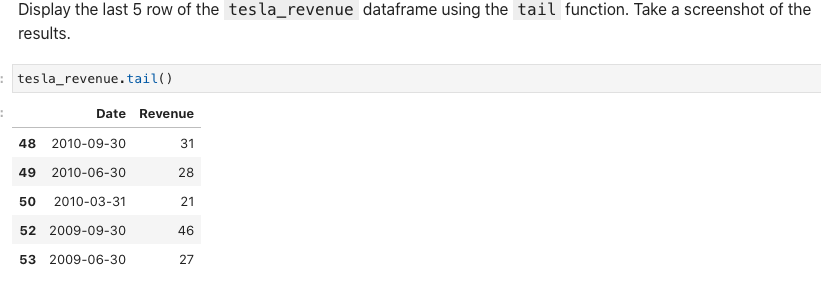 Display the last 5 row of the tesla_revenue dataframe using the tail function. Take a screenshot of the
results.
: tesla_revenue.tail()
:
Date Revenue
48 2010-09-30 31
49 2010-06-30 28
50 2010-03-31 21
52 2009-09-30 46
53 2009-06-30 27